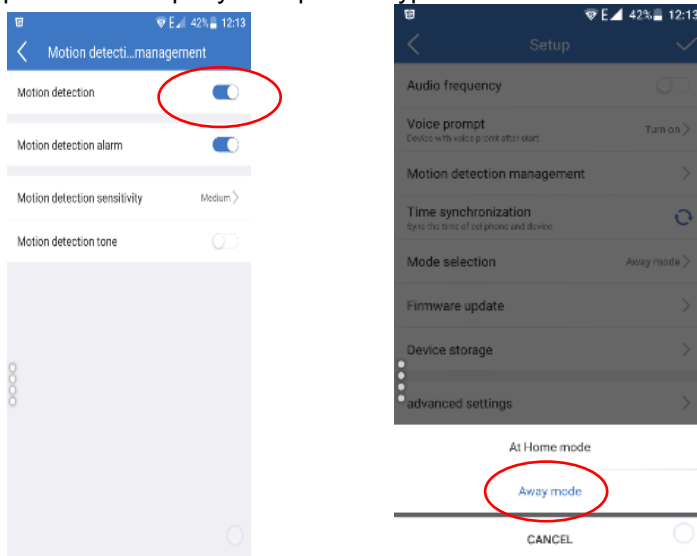 42% 12:13
Motion detecti...management
Motion detection
Motion detection alarm
Motion detection sensitivity Medium
Motion detection tone
42% 12:13
Setup
Audio frequency
Voice prompt Turn on
Device with voice promt after start
Motion detection management
Time synchronization
Sync the time of cell phone and device
Mode selection Away mode
Firmware update
Device storage
advanced settings
At Home mode
Away mode
CANCEL